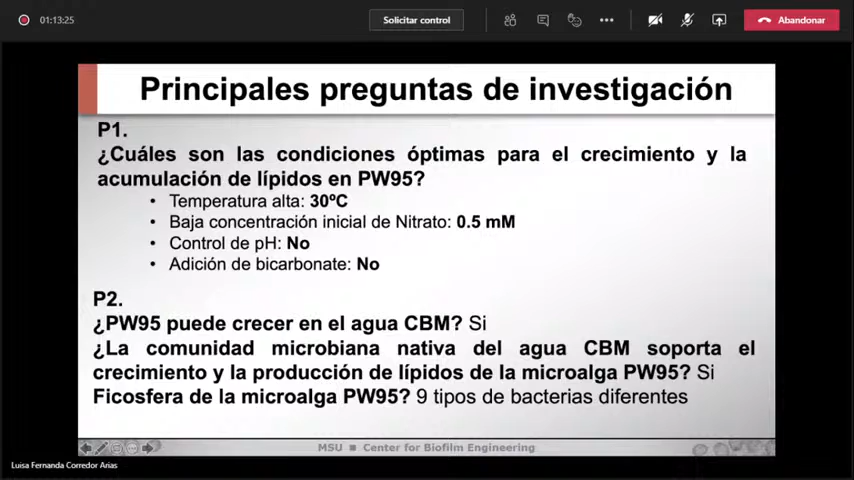 01:13:25
Solicitar control
Abandonar
Principales preguntas de investigación
P1.
¿Cuáles son las condiciones óptimas para el crecimiento y la
acumulación de lípidos en PW95?
• Temperatura alta: 30ºC
• Baja concentración inicial de Nitrato: 0.5 mM
• Control de pH: No
• Adición de bicarbonate: No
P2.
¿PW95 puede crecer en el agua CBM? Si
¿La comunidad microbiana nativa del agua CBM soporta el
crecimiento y la producción de lípidos de la microalga PW95? Si
Ficosfera de la microalga PW95? 9 tipos de bacterias diferentes
MSU ■ Center for Biofilm Engineering
Luisa Fernanda Corredor Arias